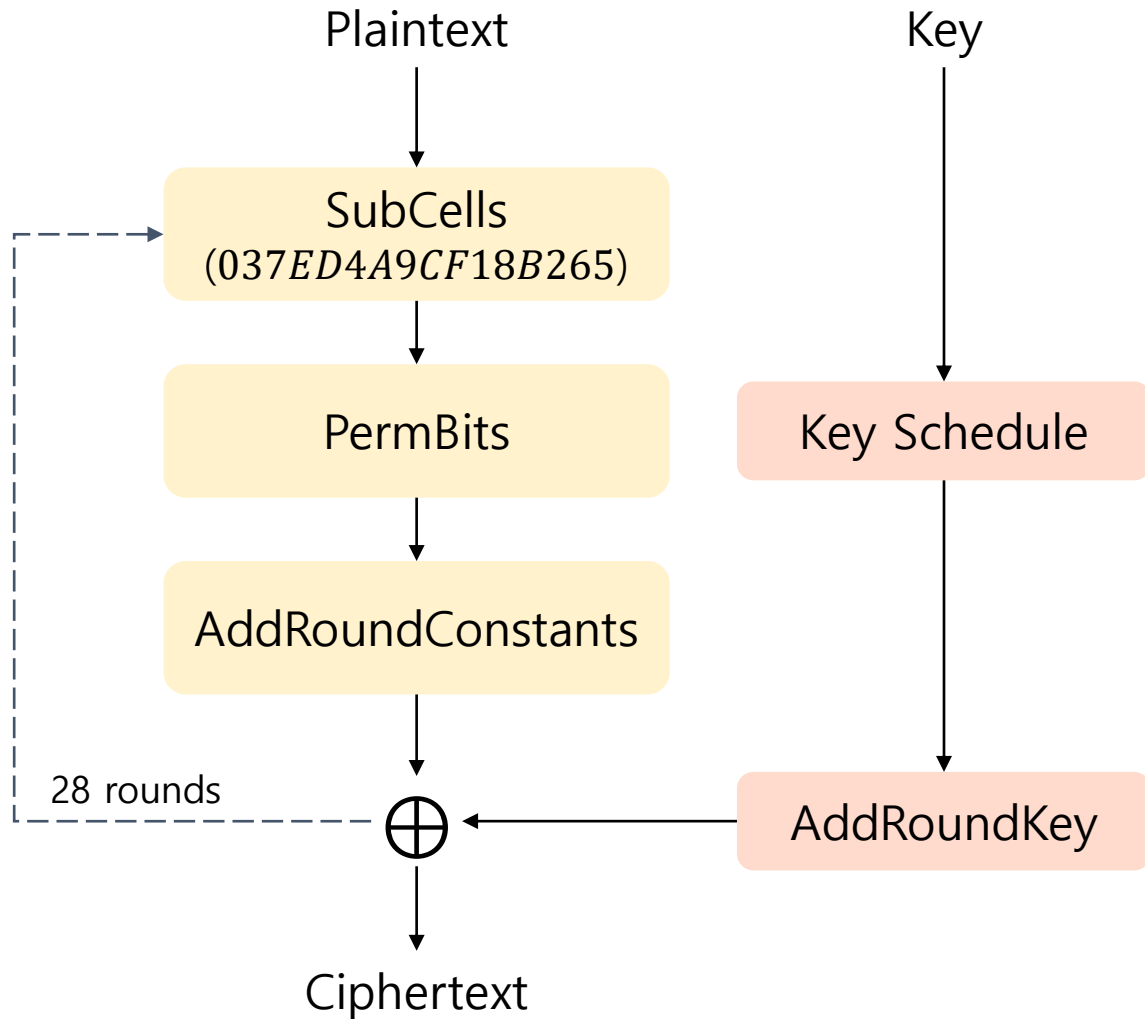 Plaintext
Key
SubCells
(037ED4A9CF18B265)
PermBits
Key Schedule
AddRoundConstants
28 rounds
AddRoundKey
Ciphertext